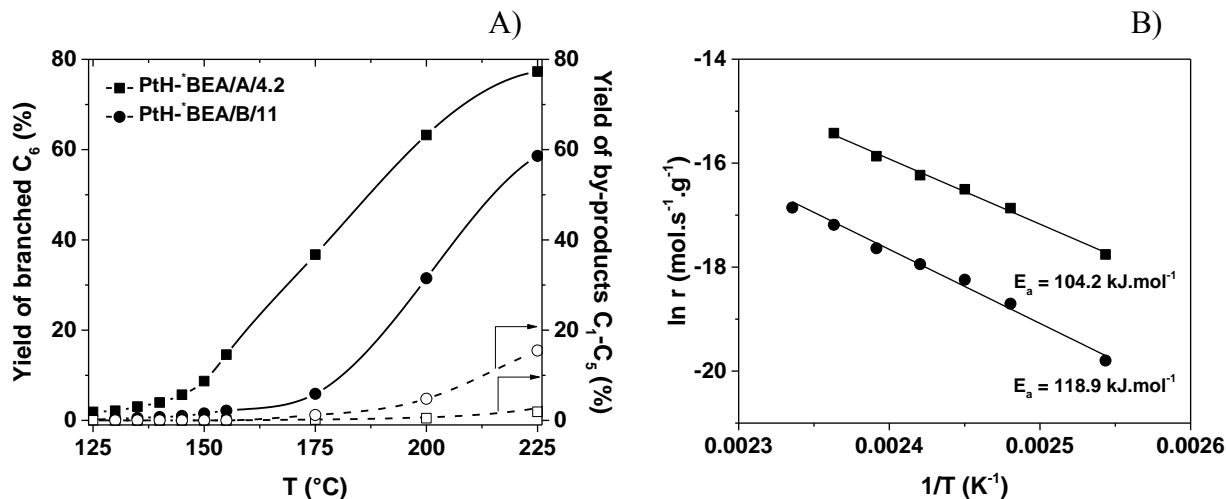 A)
80
60
40
20
0
Yield of branched C6 (%)
PtH-*BEA/A/4.2
PtH-*BEA/B/11
80
60
40
20
0
Yield of by-products C1-C5 (%)
125 150 175 200 225
T (°C)
B)
-14
-16
-18
-20
ln r (mol.s-1.g-1)
Ea = 104.2 kJ.mol-1
Ea = 118.9 kJ.mol-1
0.0023 0.0024 0.0025 0.0026
1/T (K-1)